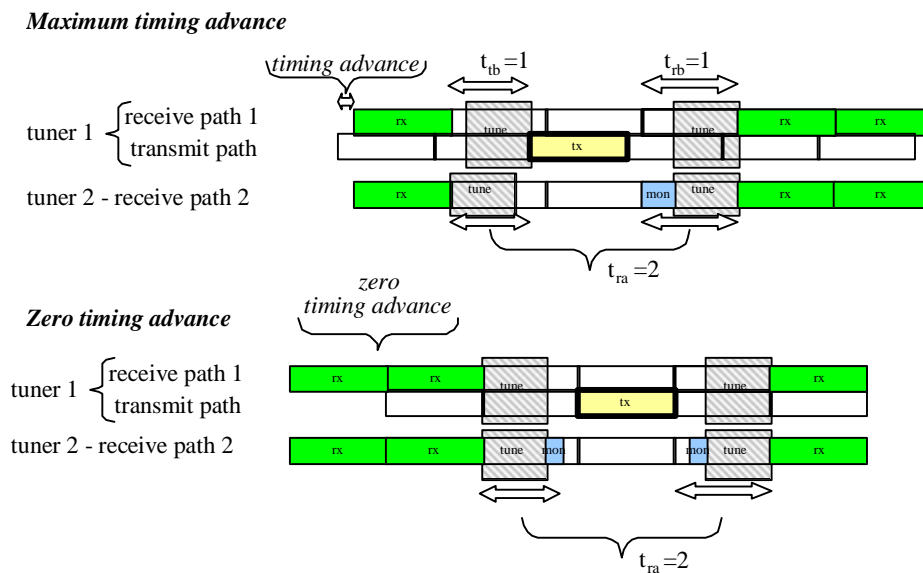 Maximum timing advance
timing advance
t_tb=1 t_rb=1
tuner 1 receive path 1 rx tune tune rx rx
transmit path tx
tuner 2 - receive path 2 rx tune mon tune rx rx
t_ra=2
zero
timing advance
Zero timing advance
tuner 1 receive path 1 rx rx tune tune rx
transmit path tx
tuner 2 - receive path 2 rx rx tune mon mon tune rx
t_ra=2